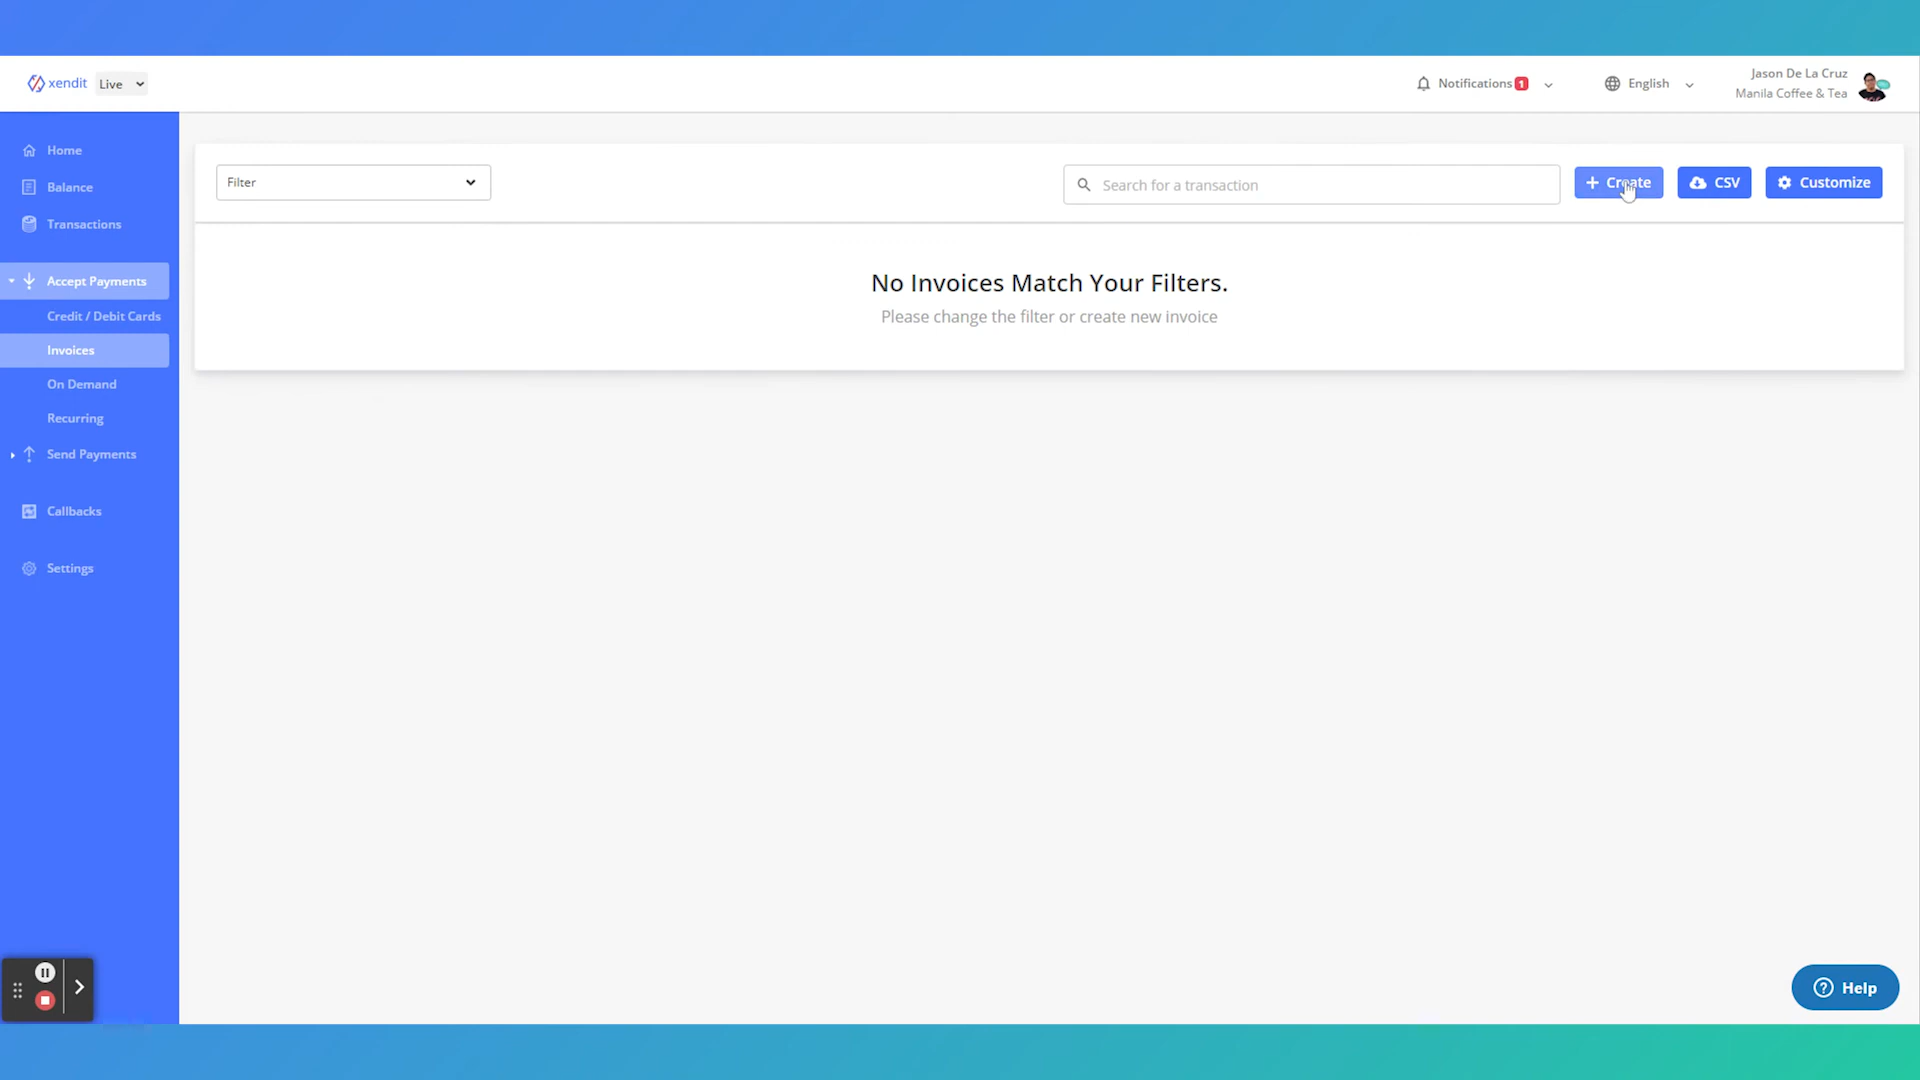 xendit Live
Notifications 1
English
Jason De La Cruz
Manila Coffee & Tea
Home
Balance
Transactions
Accept Payments
Credit / Debit Cards
Invoices
On Demand
Recurring
Send Payments
Callbacks
Settings
Filter
Search for a transaction
+ Create
CSV
Customize
No Invoices Match Your Filters.
Please change the filter or create new invoice
Help